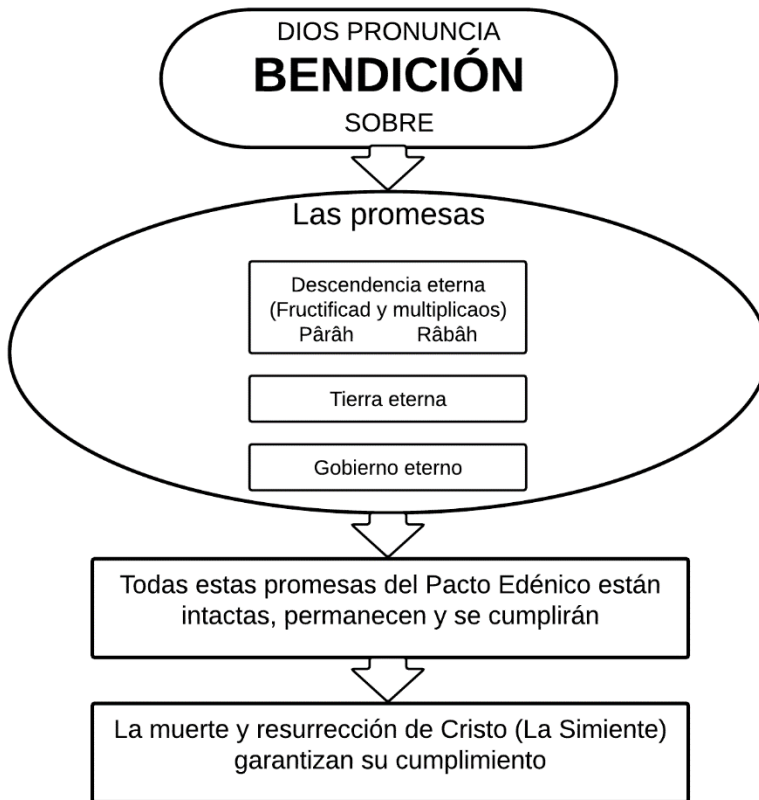 DIOS PRONUNCIA
BENDICIÓN
SOBRE
Las promesas
Descendencia eterna
(Fructificad y multiplicaos)
Pârâh Râbâh
Tierra eterna
Gobierno eterno
Todas estas promesas del Pacto Edénico están
intactas, permanecen y se cumplirán
La muerte y resurrección de Cristo (La Simiente)
garantizan su cumplimiento